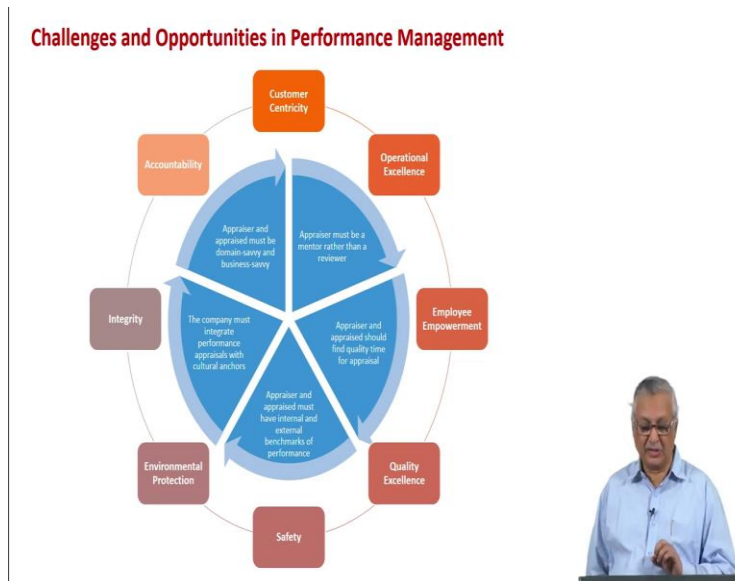 Challenges and Opportunities in Performance Management
Customer
Centricity
Operational
Excellence
Employee
Empowerment
Quality
Excellence
Safety
Environmental
Protection
Integrity
Accountability
Appraiser must be a
mentor rather than a
reviewer
Appraiser and
appraised should
find quality time
for appraisal
Appraiser and
appraised must
have internal and
external
benchmarks of
performance
The company must
integrate
performance
appraisals with
cultural anchors
Appraiser and
appraised must be
domain-savvy and
business-savvy